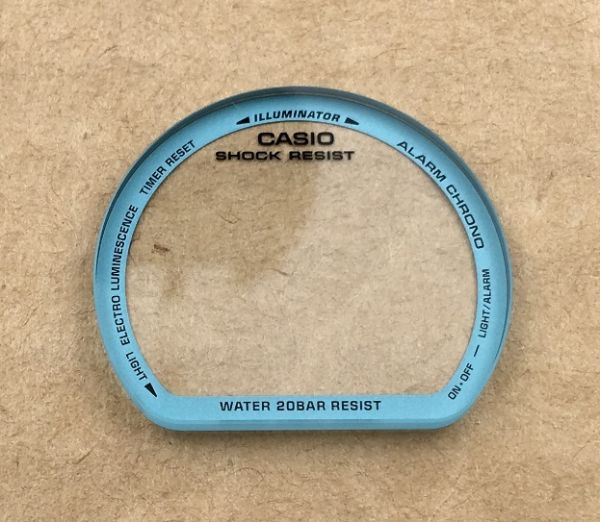 ILLUMINATOR
CASIO
SHOCK RESIST
TIMER RESET
ALARM CHRONO
ELECTRO LUMINESCENCE
LIGHT
LIGHT/ALARM
ON•OFF —
WATER 20BAR RESIST